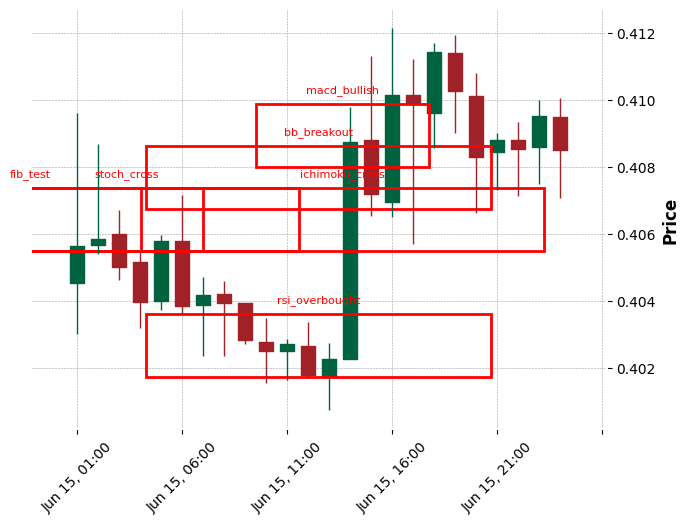 0.412
macd_bullish
0.410
bb_breakout
0.408
fib_test
stoch_cross
ichimoku_cross
Price
0.406
rsi_overbought
0.404
0.402
Jun 15, 01:00
Jun 15, 06:00
Jun 15, 11:00
Jun 15, 16:00
Jun 15, 21:00